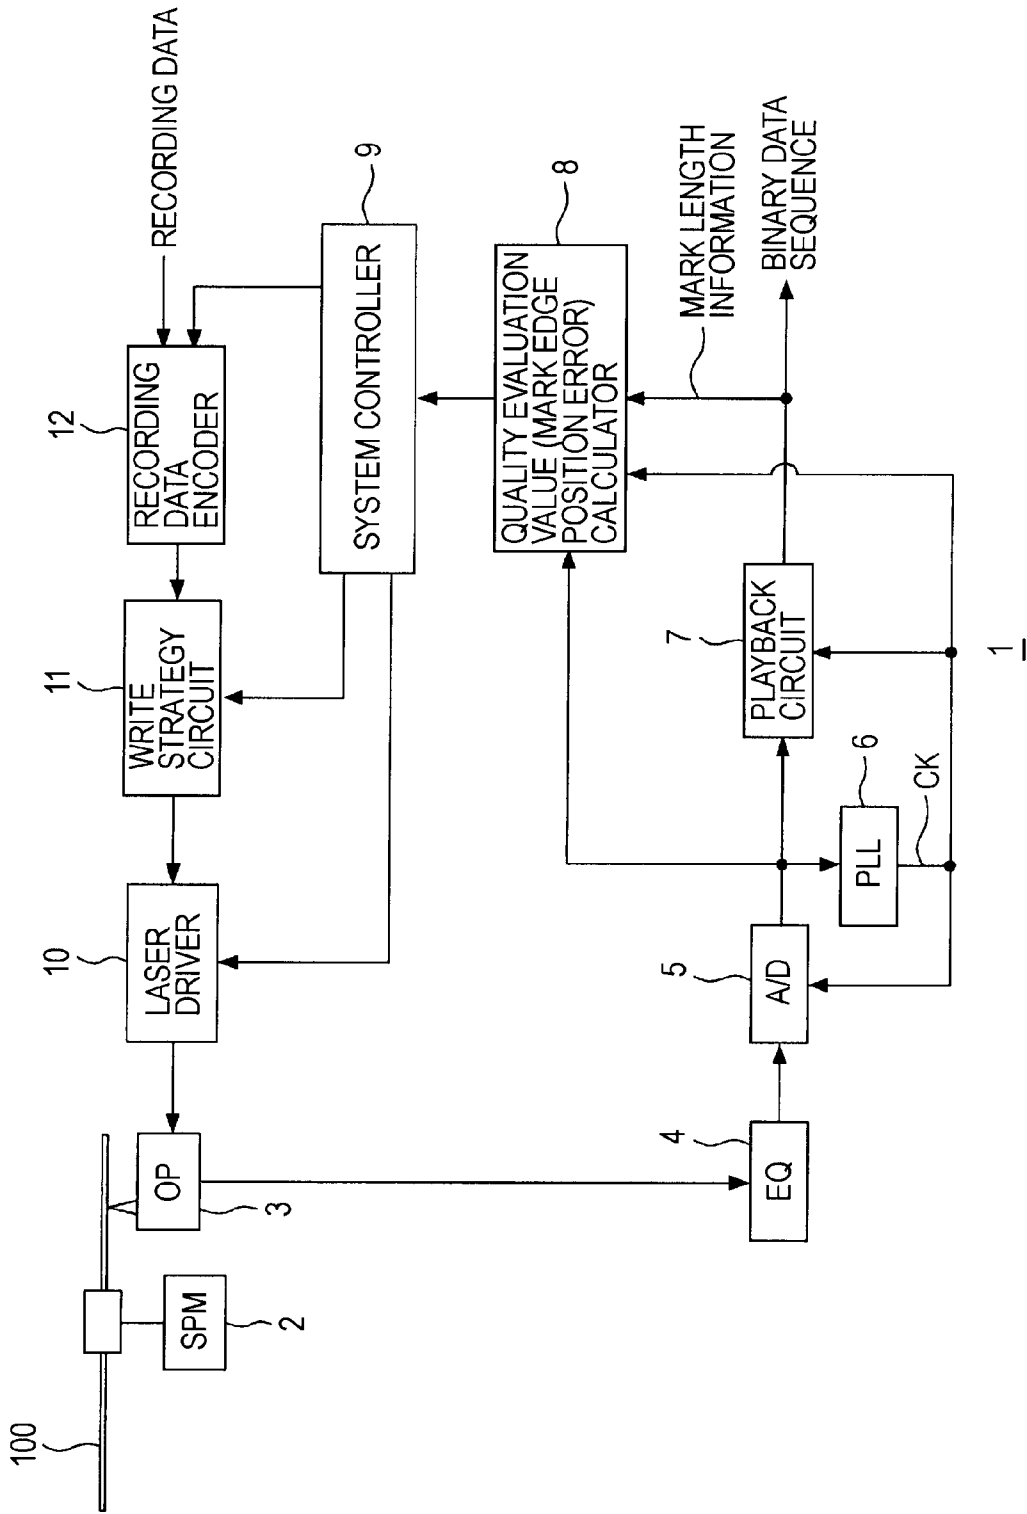 100
SPM
2
OP
3
LASER
DRIVER
10
WRITE
STRATEGY
CIRCUIT
11
RECORDING
DATA
ENCODER
12
RECORDING DATA
SYSTEM CONTROLLER
9
QUALITY EVALUATION
VALUE (MARK EDGE
POSITION ERROR)
CALCULATOR
8
MARK LENGTH
INFORMATION
BINARY DATA
SEQUENCE
EQ
4
A/D
5
PLL
6
CK
PLAYBACK
CIRCUIT
7
1